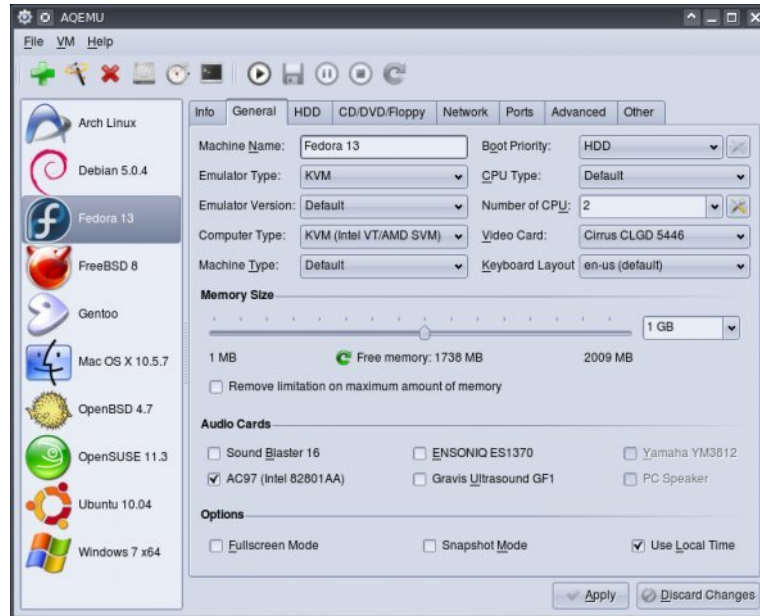 AQEMU
File VM Help
Arch Linux
Debian 5.0.4
Fedora 13
FreeBSD 8
Gentoo
Mac OS X 10.5.7
OpenBSD 4.7
OpenSUSE 11.3
Ubuntu 10.04
Windows 7 x64
Info General HDD CD/DVD/Floppy Network Ports Advanced Other
Machine Name: Fedora 13 Boot Priority: HDD
Emulator Type: KVM CPU Type: Default
Emulator Version: Default Number of CPU: 2
Computer Type: KVM (Intel VT/AMD SVM) Video Card: Cirrus CLGD 5446
Machine Type: Default Keyboard Layout en-us (default)
Memory Size
1 GB
1 MB Free memory: 1738 MB 2009 MB
Remove limitation on maximum amount of memory
Audio Cards
Sound Blaster 16 ENSONIQ ES1370 Yamaha YM3812
AC97 (Intel 82801AA) Gravis Ultrasound GF1 PC Speaker
Options
Fullscreen Mode Snapshot Mode Use Local Time
Apply Discard Changes